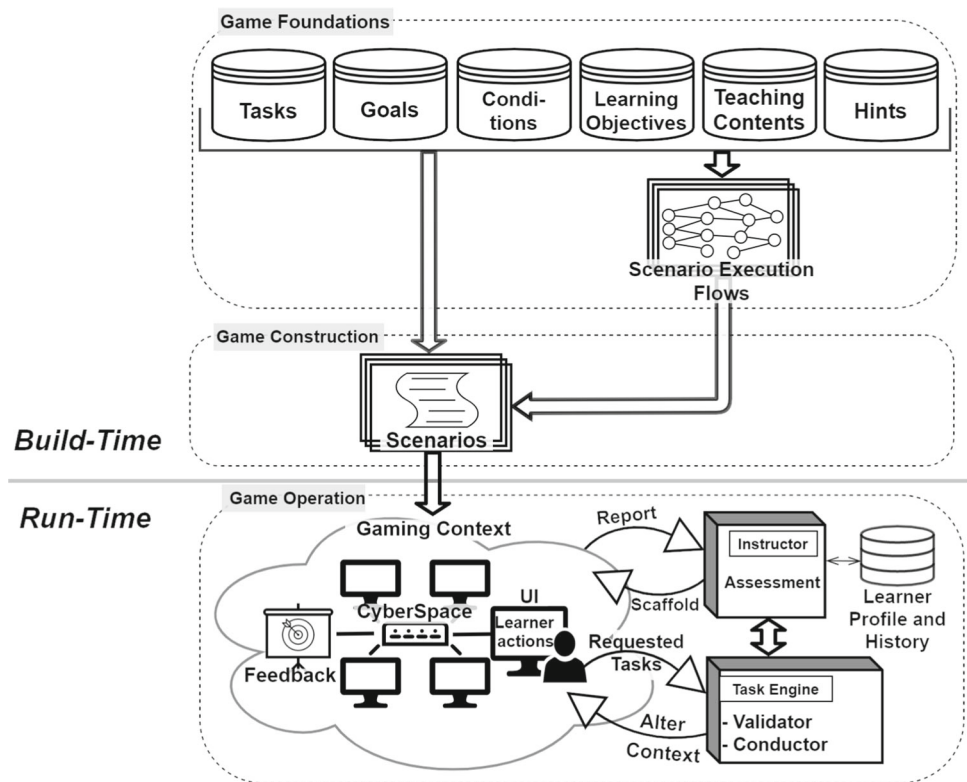 Game Foundations
Tasks
Goals
Condi-
tions
Learning
Objectives
Teaching
Contents
Hints
Scenario Execution
Flows
Game Construction
Scenarios
Build-Time
Run-Time
Game Operation
Gaming Context
CyberSpace
UI
Learner
actions
Feedback
Report
Scaffold
Instructor
Assessment
Learner
Profile and
History
Requested
Tasks
Alter
Context
Task Engine
- Validator
- Conductor